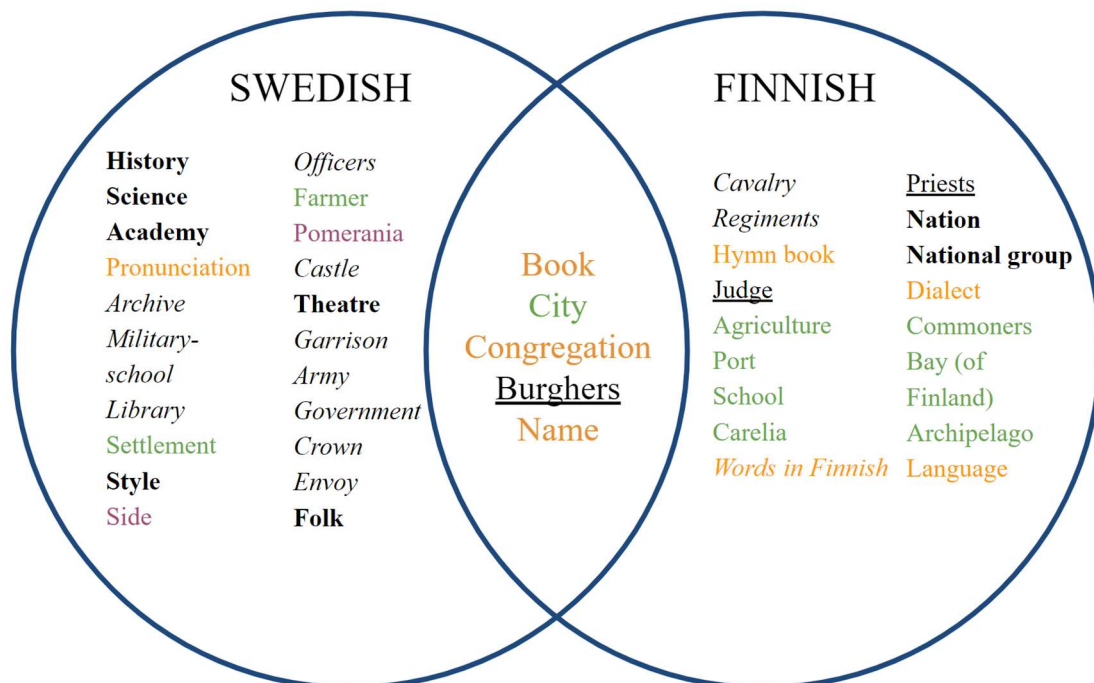 SWEDISH
History
Science
Academy
Pronunciation
Archive
Military-
school
Library
Settlement
Style
Side
Officers
Farmer
Pomerania
Castle
Theatre
Garrison
Army
Government
Crown
Envoy
Folk
Book
City
Congregation
Burghers
Name
FINNISH
Cavalry
Regiments
Hymn book
Judge
Agriculture
Port
School
Carelia
Words in Finnish
Priests
Nation
National group
Dialect
Commoners
Bay (of
Finland)
Archipelago
Language